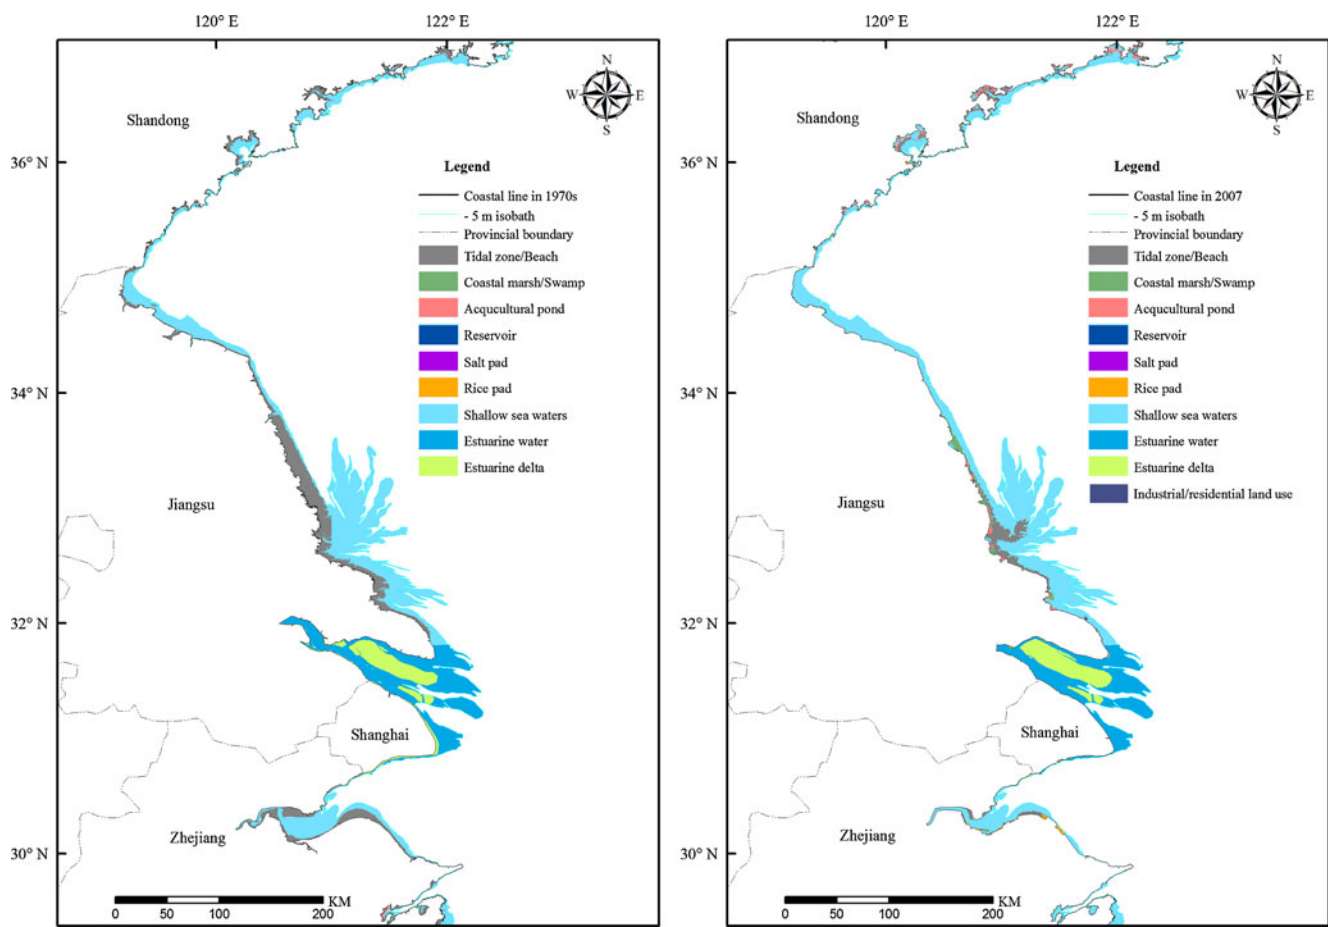 120° E
122° E
N
W
E
S
Shandong
36° N
Legend
Coastal line in 1970s
- 5 m isobath
Provincial boundary
Tidal zone/Beach
Coastal marsh/Swamp
Acqucultural pond
Reservoir
Salt pad
Rice pad
Shallow sea waters
Estuarine water
Estuarine delta
34° N
Jiangsu
32° N
Shanghai
Zhejiang
30° N
KM
0 50 100 200
120° E
122° E
N
W
E
S
Shandong
36° N
Legend
Coastal line in 2007
- 5 m isobath
Provincial boundary
Tidal zone/Beach
Coastal marsh/Swamp
Acqucultural pond
Reservoir
Salt pad
Rice pad
Shallow sea waters
Estuarine water
Estuarine delta
Industrial/residential land use
34° N
Jiangsu
32° N
Shanghai
Zhejiang
30° N
KM
0 50 100 200